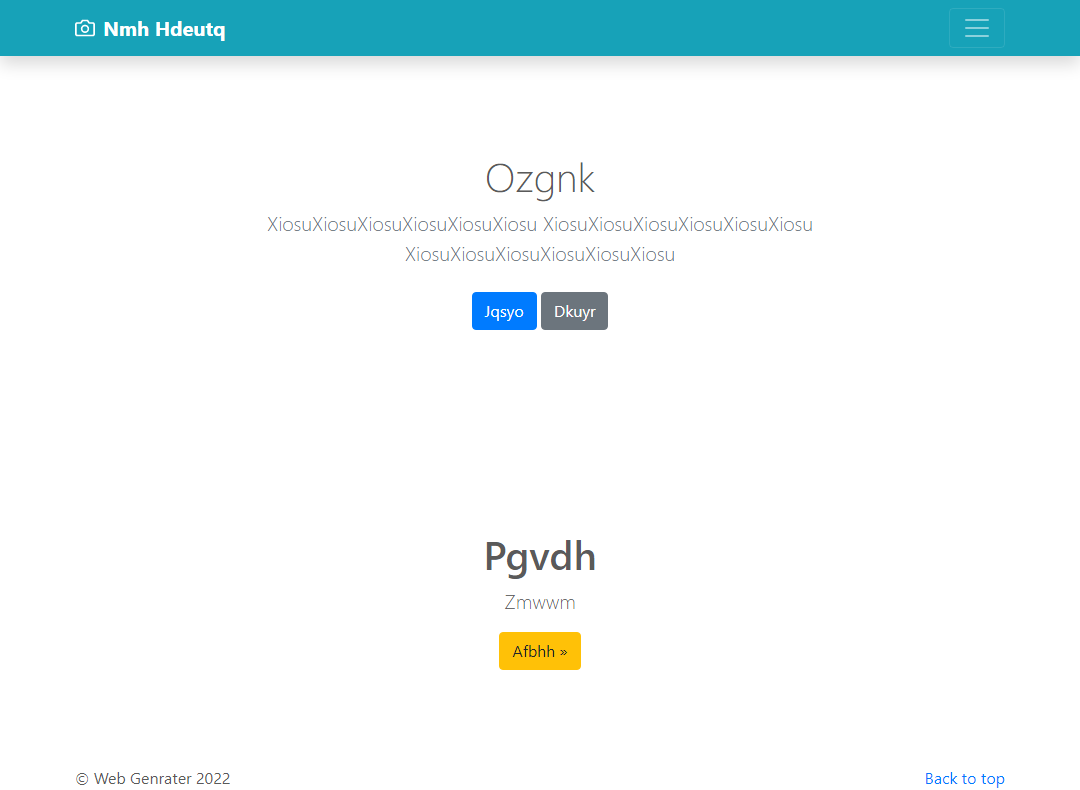 Nmh Hdeutq
Ozgnk
XiosuXiosuXiosuXiosuXiosuXiosu XiosuXiosuXiosuXiosuXiosuXiosu
XiosuXiosuXiosuXiosuXiosuXiosu
Jqsyo Dkuyr
Pgvdh
Zmwwm
Afbhh »
© Web Genrater 2022 Back to top